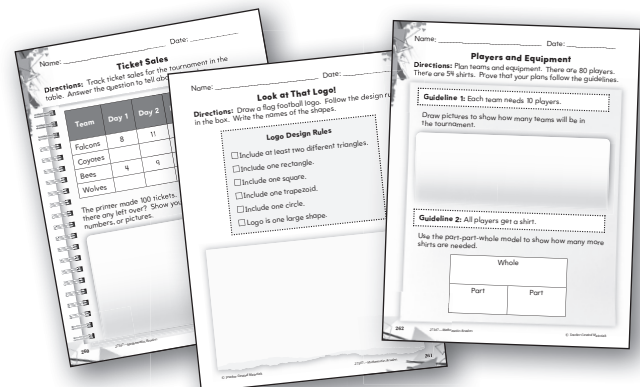 Name: Date:
Ticket Sales
Directions: Track ticket sales for the tournament in the
table. Answer the question to tell abo
Team Day 1 Day 2
Falcons 8 11
Coyotes
Bees 4 9
Wolves
The printer made 100 tickets.
there any left over? Show you
numbers, or pictures.
260
Name: Date:
Look at That Logo!
Directions: Draw a flag football logo. Follow the design ru
in the box. Write the names of the shapes.
Logo Design Rules
Include at least two different triangles.
Include one rectangle.
Include one square.
Include one trapezoid.
Include one circle.
Logo is one large shape.
261
Name: Date:
Players and Equipment
Directions: Plan teams and equipment. There are 80 players.
There are 54 shirts. Prove that your plans follow the guidelines.
Guideline 1: Each team needs 10 players.
Draw pictures to show how many teams will be in
the tournament.
Guideline 2: All players get a shirt.
Use the part-part-whole model to show how many more
shirts are needed.
Whole
Part Part
262